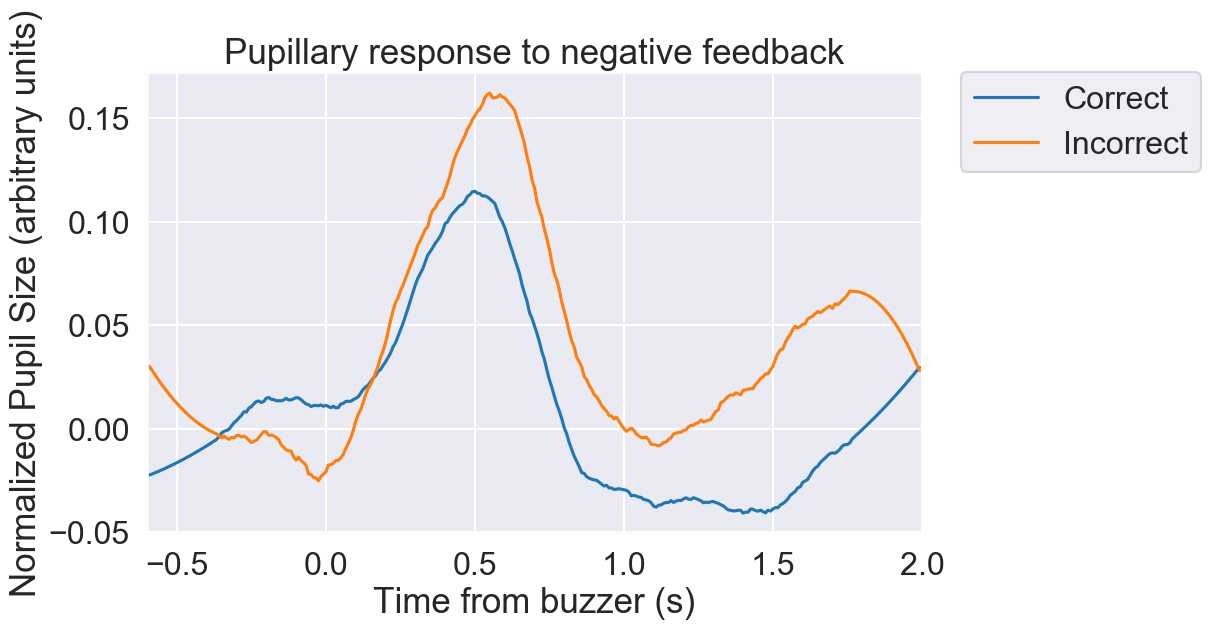 Pupillary response to negative feedback
Normalized Pupil Size (arbitrary units)
0.15
0.10
0.05
0.00
−0.05
−0.5
0.0
0.5
1.0
1.5
2.0
Time from buzzer (s)
Correct
Incorrect